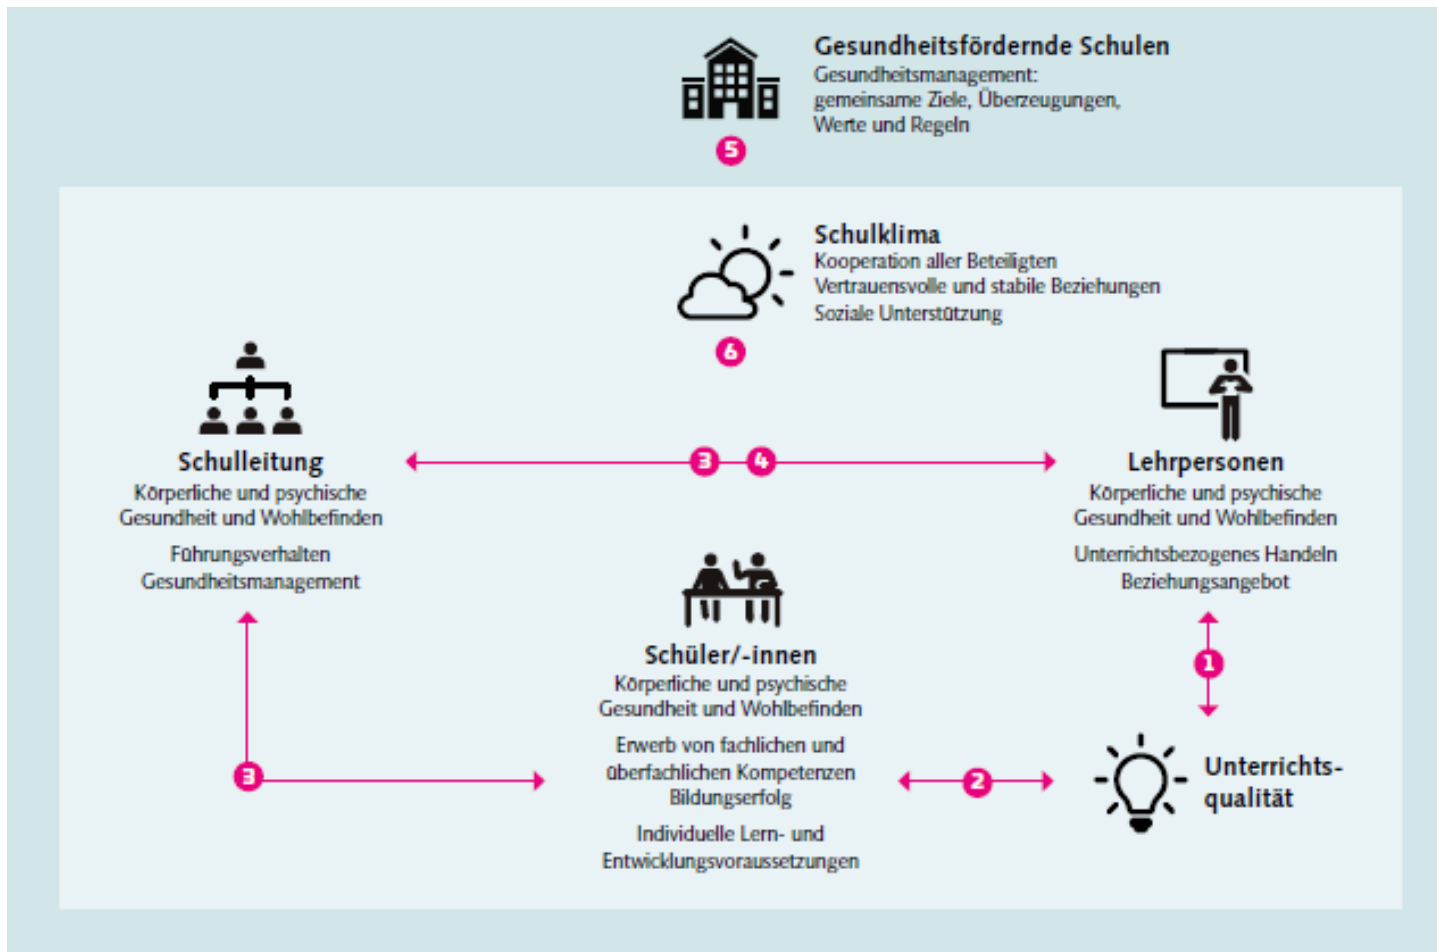 Gesundheitsfördernde Schulen
Gesundheitsmanagement:
gemeinsame Ziele, Überzeugungen,
Werte und Regeln
5
Schulklima
Kooperation aller Beteiligten
Vertrauensvolle und stabile Beziehungen
Soziale Unterstützung
6
Schulleitung
Körperliche und psychische
Gesundheit und Wohlbefinden
Führungsverhalten
Gesundheitsmanagement
3
4
Lehrpersonen
Körperliche und psychische
Gesundheit und Wohlbefinden
Unterrichtsbezogenes Handeln
Beziehungsangebot
1
Schüler/-innen
Körperliche und psychische
Gesundheit und Wohlbefinden
Erwerb von fachlichen und
überfachlichen Kompetenzen
Bildungserfolg
Individuelle Lern- und
Entwicklungsvoraussetzungen
3
2
Unterrichts-
qualität